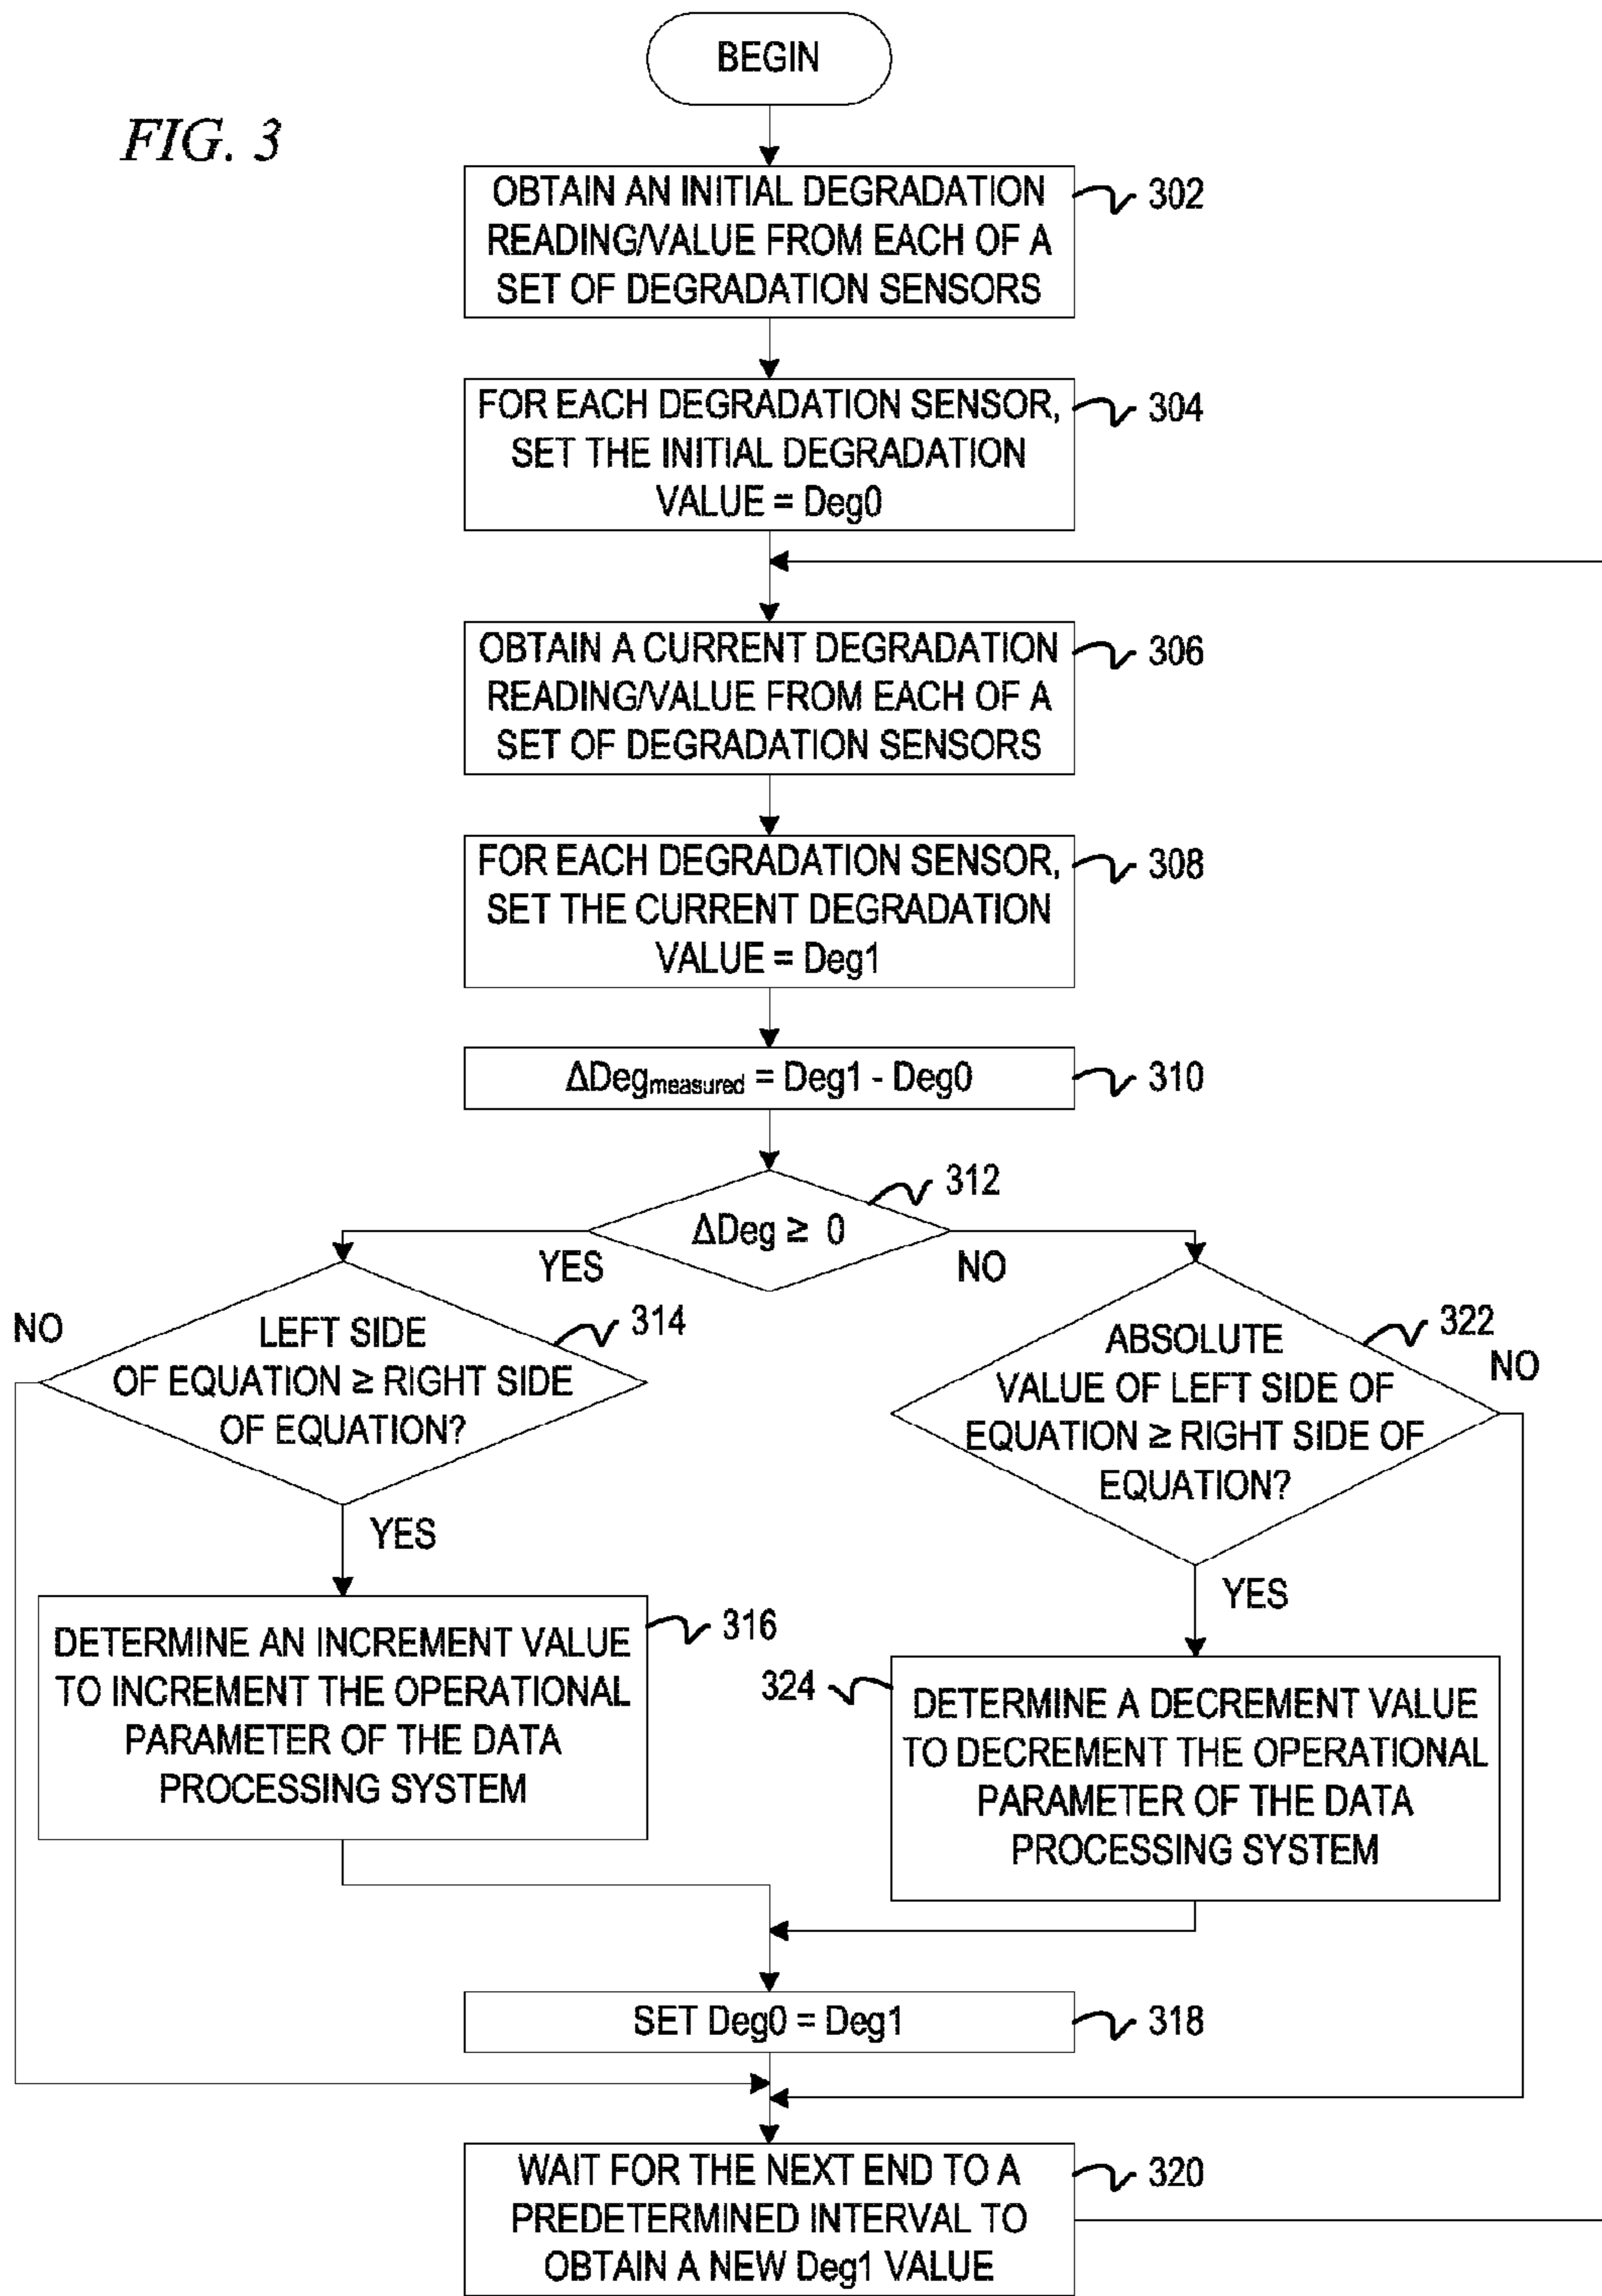 BEGIN
FIG. 3
OBTAIN AN INITIAL DEGRADATION
READING/VALUE FROM EACH OF A
SET OF DEGRADATION SENSORS
302
FOR EACH DEGRADATION SENSOR,
SET THE INITIAL DEGRADATION
VALUE = Deg0
304
OBTAIN A CURRENT DEGRADATION
READING/VALUE FROM EACH OF A
SET OF DEGRADATION SENSORS
306
FOR EACH DEGRADATION SENSOR,
SET THE CURRENT DEGRADATION
VALUE = Deg1
308
ΔDegmeasured = Deg1 - Deg0
310
ΔDeg ≥ 0
312
YES
NO
LEFT SIDE
OF EQUATION ≥ RIGHT SIDE
OF EQUATION?
314
NO
YES
ABSOLUTE
VALUE OF LEFT SIDE OF
EQUATION ≥ RIGHT SIDE OF
EQUATION?
322
NO
YES
DETERMINE AN INCREMENT VALUE
TO INCREMENT THE OPERATIONAL
PARAMETER OF THE DATA
PROCESSING SYSTEM
316
324
DETERMINE A DECREMENT VALUE
TO DECREMENT THE OPERATIONAL
PARAMETER OF THE DATA
PROCESSING SYSTEM
SET Deg0 = Deg1
318
WAIT FOR THE NEXT END TO A
PREDETERMINED INTERVAL TO
OBTAIN A NEW Deg1 VALUE
320